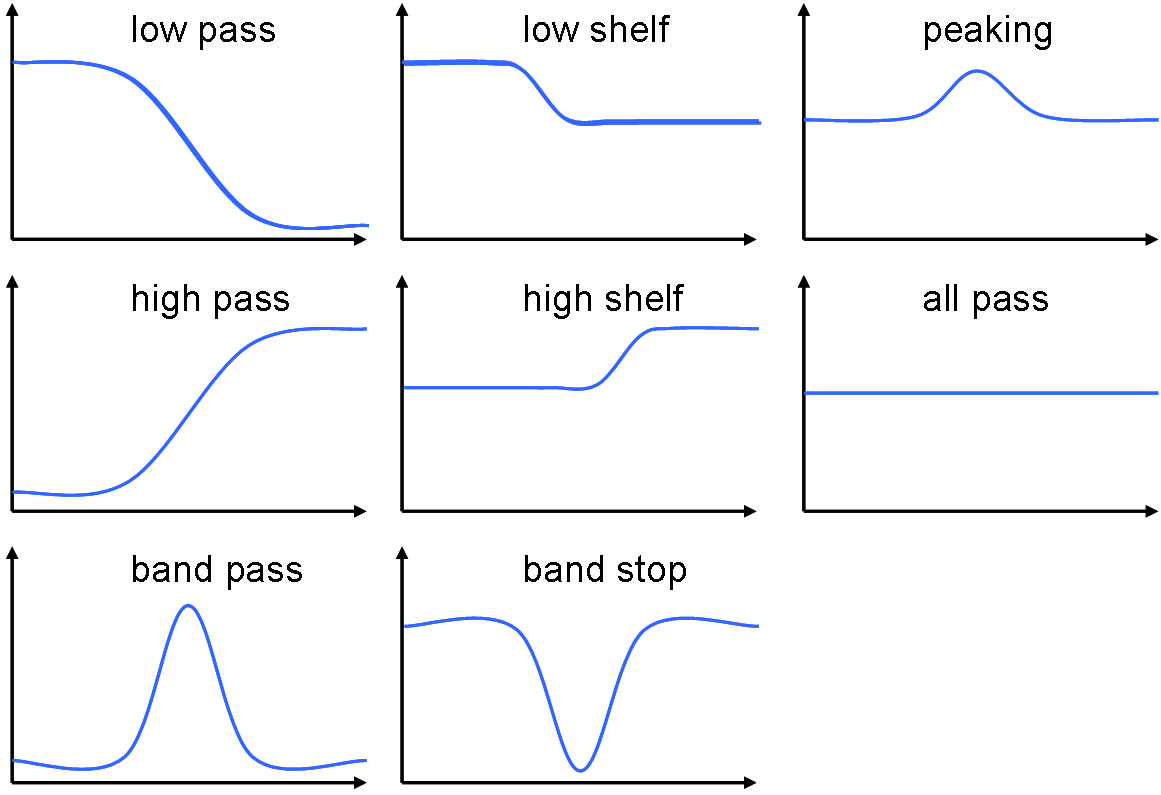 low pass
low shelf
peaking
high pass
high shelf
all pass
band pass
band stop